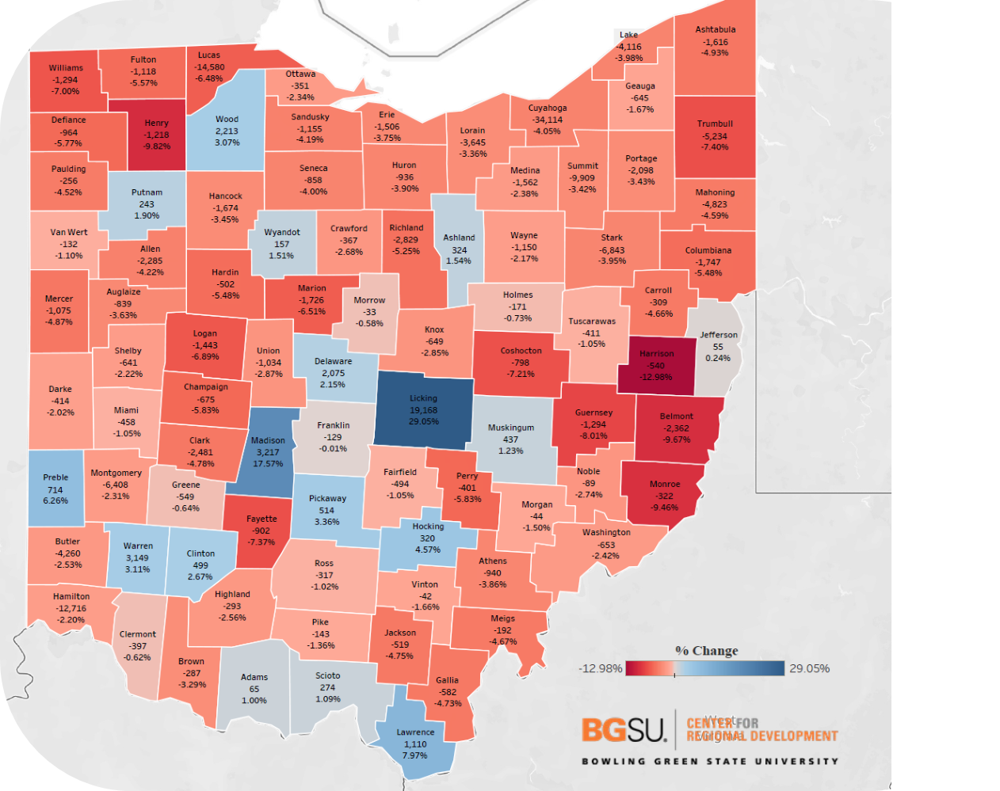 Williams
-1,294
-7.00%
Fulton
-1,118
-5.57%
Lucas
-14,580
-6.48%
Ottawa
-351
-2.34%
Lake
-4,116
-3.98%
Ashtabula
-1,616
-4.93%
Geauga
-645
-1.67%
Defiance
-964
-5.77%
Henry
-1,218
-9.82%
Wood
2,213
3.07%
Sandusky
-1,155
-4.19%
Erie
-1,506
-3.75%
Lorain
-3,645
-3.36%
Cuyahoga
-34,114
-4.05%
Trumbull
-5,234
-7.40%
Paulding
-256
-4.52%
Putnam
243
1.90%
Hancock
-1,674
-3.45%
Seneca
-858
-4.00%
Huron
-936
-3.90%
Medina
-1,562
-2.38%
Summit
-9,909
-3.42%
Portage
-2,098
-3.43%
Mahoning
-4,823
-4.59%
Van Wert
-132
-1.10%
Allen
-2,285
-4.22%
Wyandot
157
1.51%
Crawford
-367
-2.68%
Richland
-2,829
-5.25%
Ashland
324
1.54%
Wayne
-1,150
-2.17%
Stark
-6,843
-3.95%
Columbiana
-1,747
-5.48%
Mercer
-1,075
-4.87%
Auglaize
-839
-3.63%
Hardin
-502
-5.48%
Marion
-1,726
-6.51%
Morrow
-33
-0.58%
Knox
-649
-2.85%
Holmes
-171
-0.73%
Tuscarawas
-411
-1.05%
Carroll
-309
-4.66%
Jefferson
55
0.24%
Shelby
-641
-2.22%
Logan
-1,443
-6.89%
Union
-1,034
-2.87%
Delaware
2,075
2.15%
Coshocton
-798
-7.21%
Harrison
-540
-12.98%
Darke
-414
-2.02%
Miami
-458
-1.05%
Champaign
-675
-5.83%
Licking
19,168
29.05%
Muskingum
437
1.23%
Guernsey
-1,294
-8.01%
Belmont
-2,362
-9.67%
Clark
-2,481
-4.78%
Madison
3,217
17.57%
Franklin
-129
-0.01%
Preble
714
6.26%
Montgomery
-6,408
-2.31%
Greene
-549
-0.64%
Fairfield
-494
-1.05%
Perry
-401
-5.83%
Noble
-89
-2.74%
Monroe
-322
-9.46%
Fayette
-902
-7.37%
Pickaway
514
3.36%
Hocking
320
4.57%
Morgan
-44
-1.50%
Washington
-653
-2.42%
Butler
-4,260
-2.53%
Warren
3,149
3.11%
Clinton
499
2.67%
Ross
-317
-1.02%
Athens
-940
-3.86%
Hamilton
-12,716
-2.20%
Highland
-293
-2.56%
Vinton
-42
-1.66%
Meigs
-192
-4.67%
Clermont
-397
-0.62%
Brown
-287
-3.29%
Pike
-143
-1.36%
Jackson
-519
-4.75%
Adams
65
1.00%
Scioto
274
1.09%
Gallia
-582
-4.73%
Lawrence
1,110
7.97%
% Change
-12.98%
29.05%
BGSU.
CENTER FOR
REGIONAL DEVELOPMENT
West
Virginia
BOWLING GREEN STATE UNIVERSITY